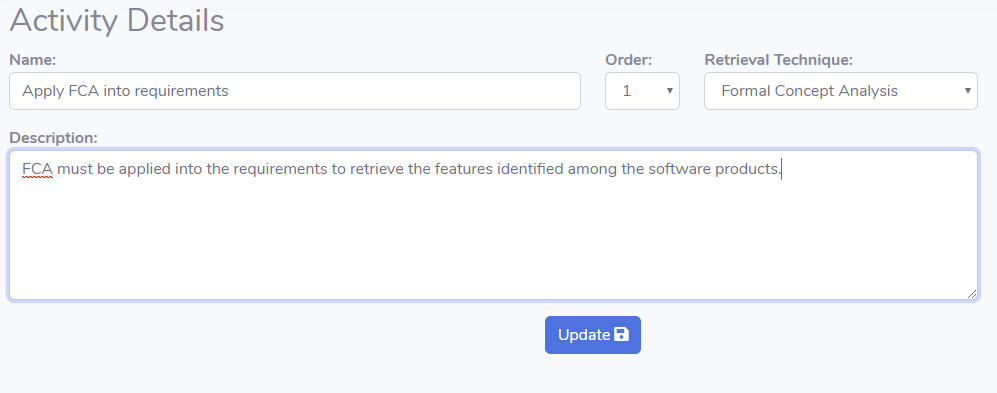 Activity Details
Name: Order: Retrieval Technique:
Apply FCA into requirements 1 Formal Concept Analysis
Description:
FCA must be applied into the requirements to retrieve the features identified among the software products.
Update